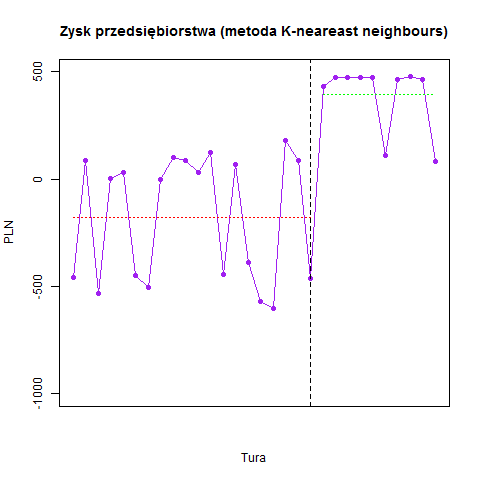 Zysk przedsiębiorstwa (metoda K-neareast neighbours)
500
0
-500
-1000
PLN
Tura